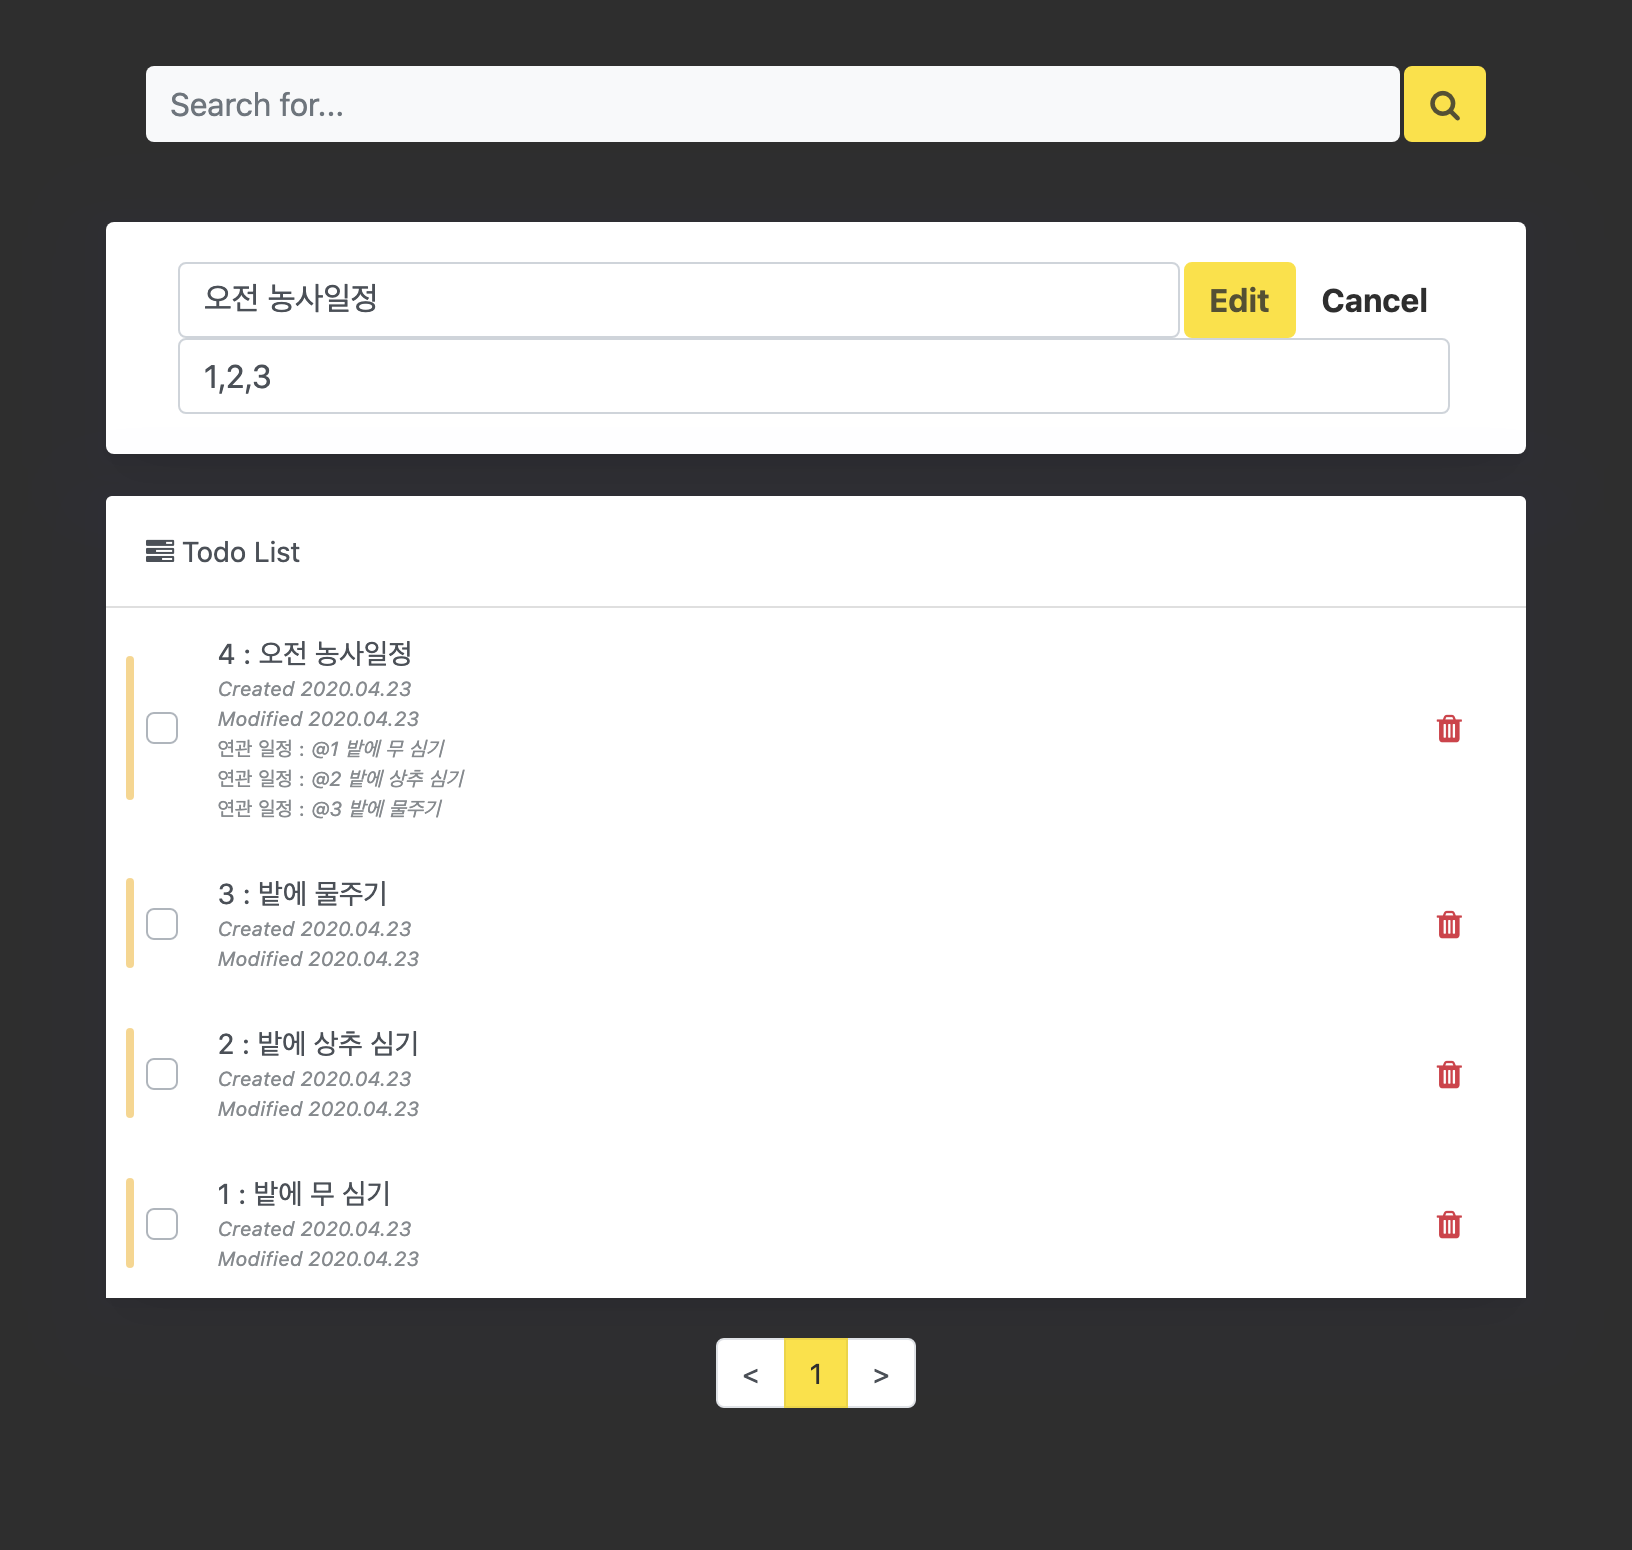 Search for...
오전 농사일정
Edit
Cancel
1,2,3
Todo List
4 : 오전 농사일정
Created 2020.04.23
Modified 2020.04.23
연관 일정 : @1 밭에 무 심기
연관 일정 : @2 밭에 상추 심기
연관 일정 : @3 밭에 물주기
3 : 밭에 물주기
Created 2020.04.23
Modified 2020.04.23
2 : 밭에 상추 심기
Created 2020.04.23
Modified 2020.04.23
1 : 밭에 무 심기
Created 2020.04.23
Modified 2020.04.23
< 1 >